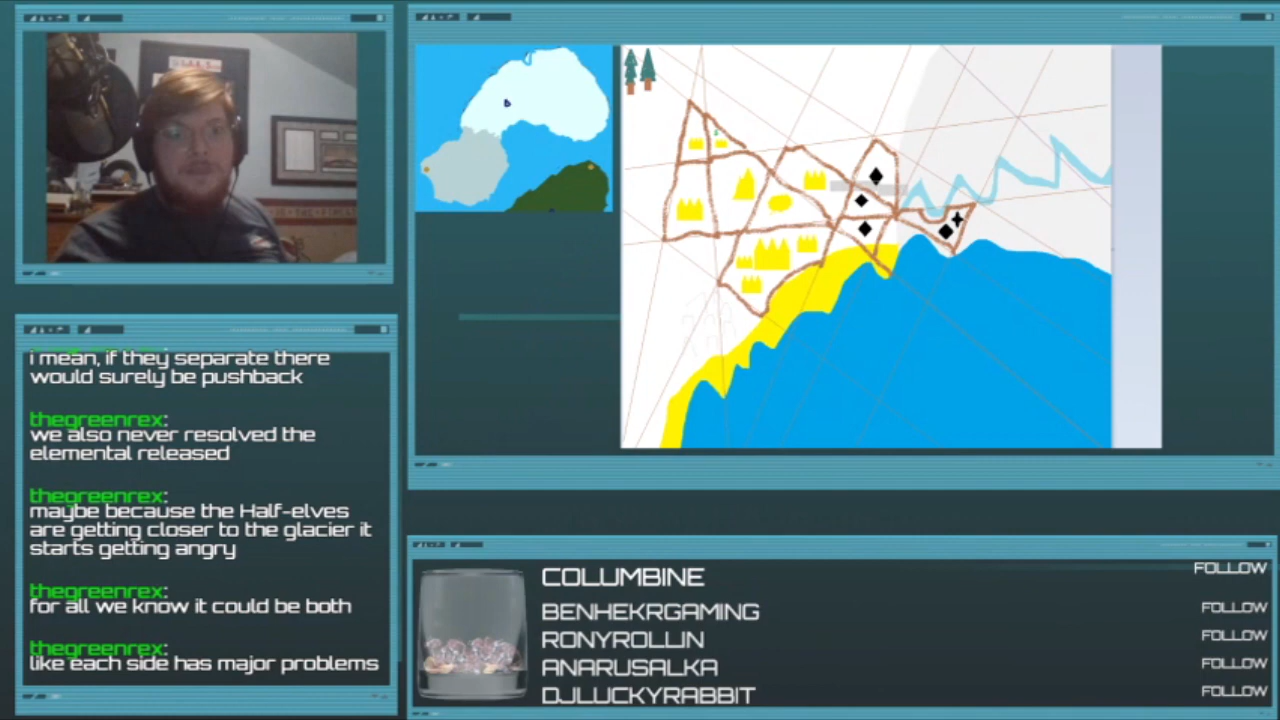 i mean, if they separate there
would surely be pushback
thegreenrex:
we also never resolved the
elemental released
thegreenrex:
maybe because the Half-elves
are getting closer to the glacier it
starts getting angry
thegreenrex:
for all we know it could be both
thegreenrex:
like each side has major problems
COLUMBINE FOLLOW
BENHEKRGAMING FOLLOW
RONYROLLIN FOLLOW
ANARUSALKA FOLLOW
DJLUCKYRABBIT FOLLOW